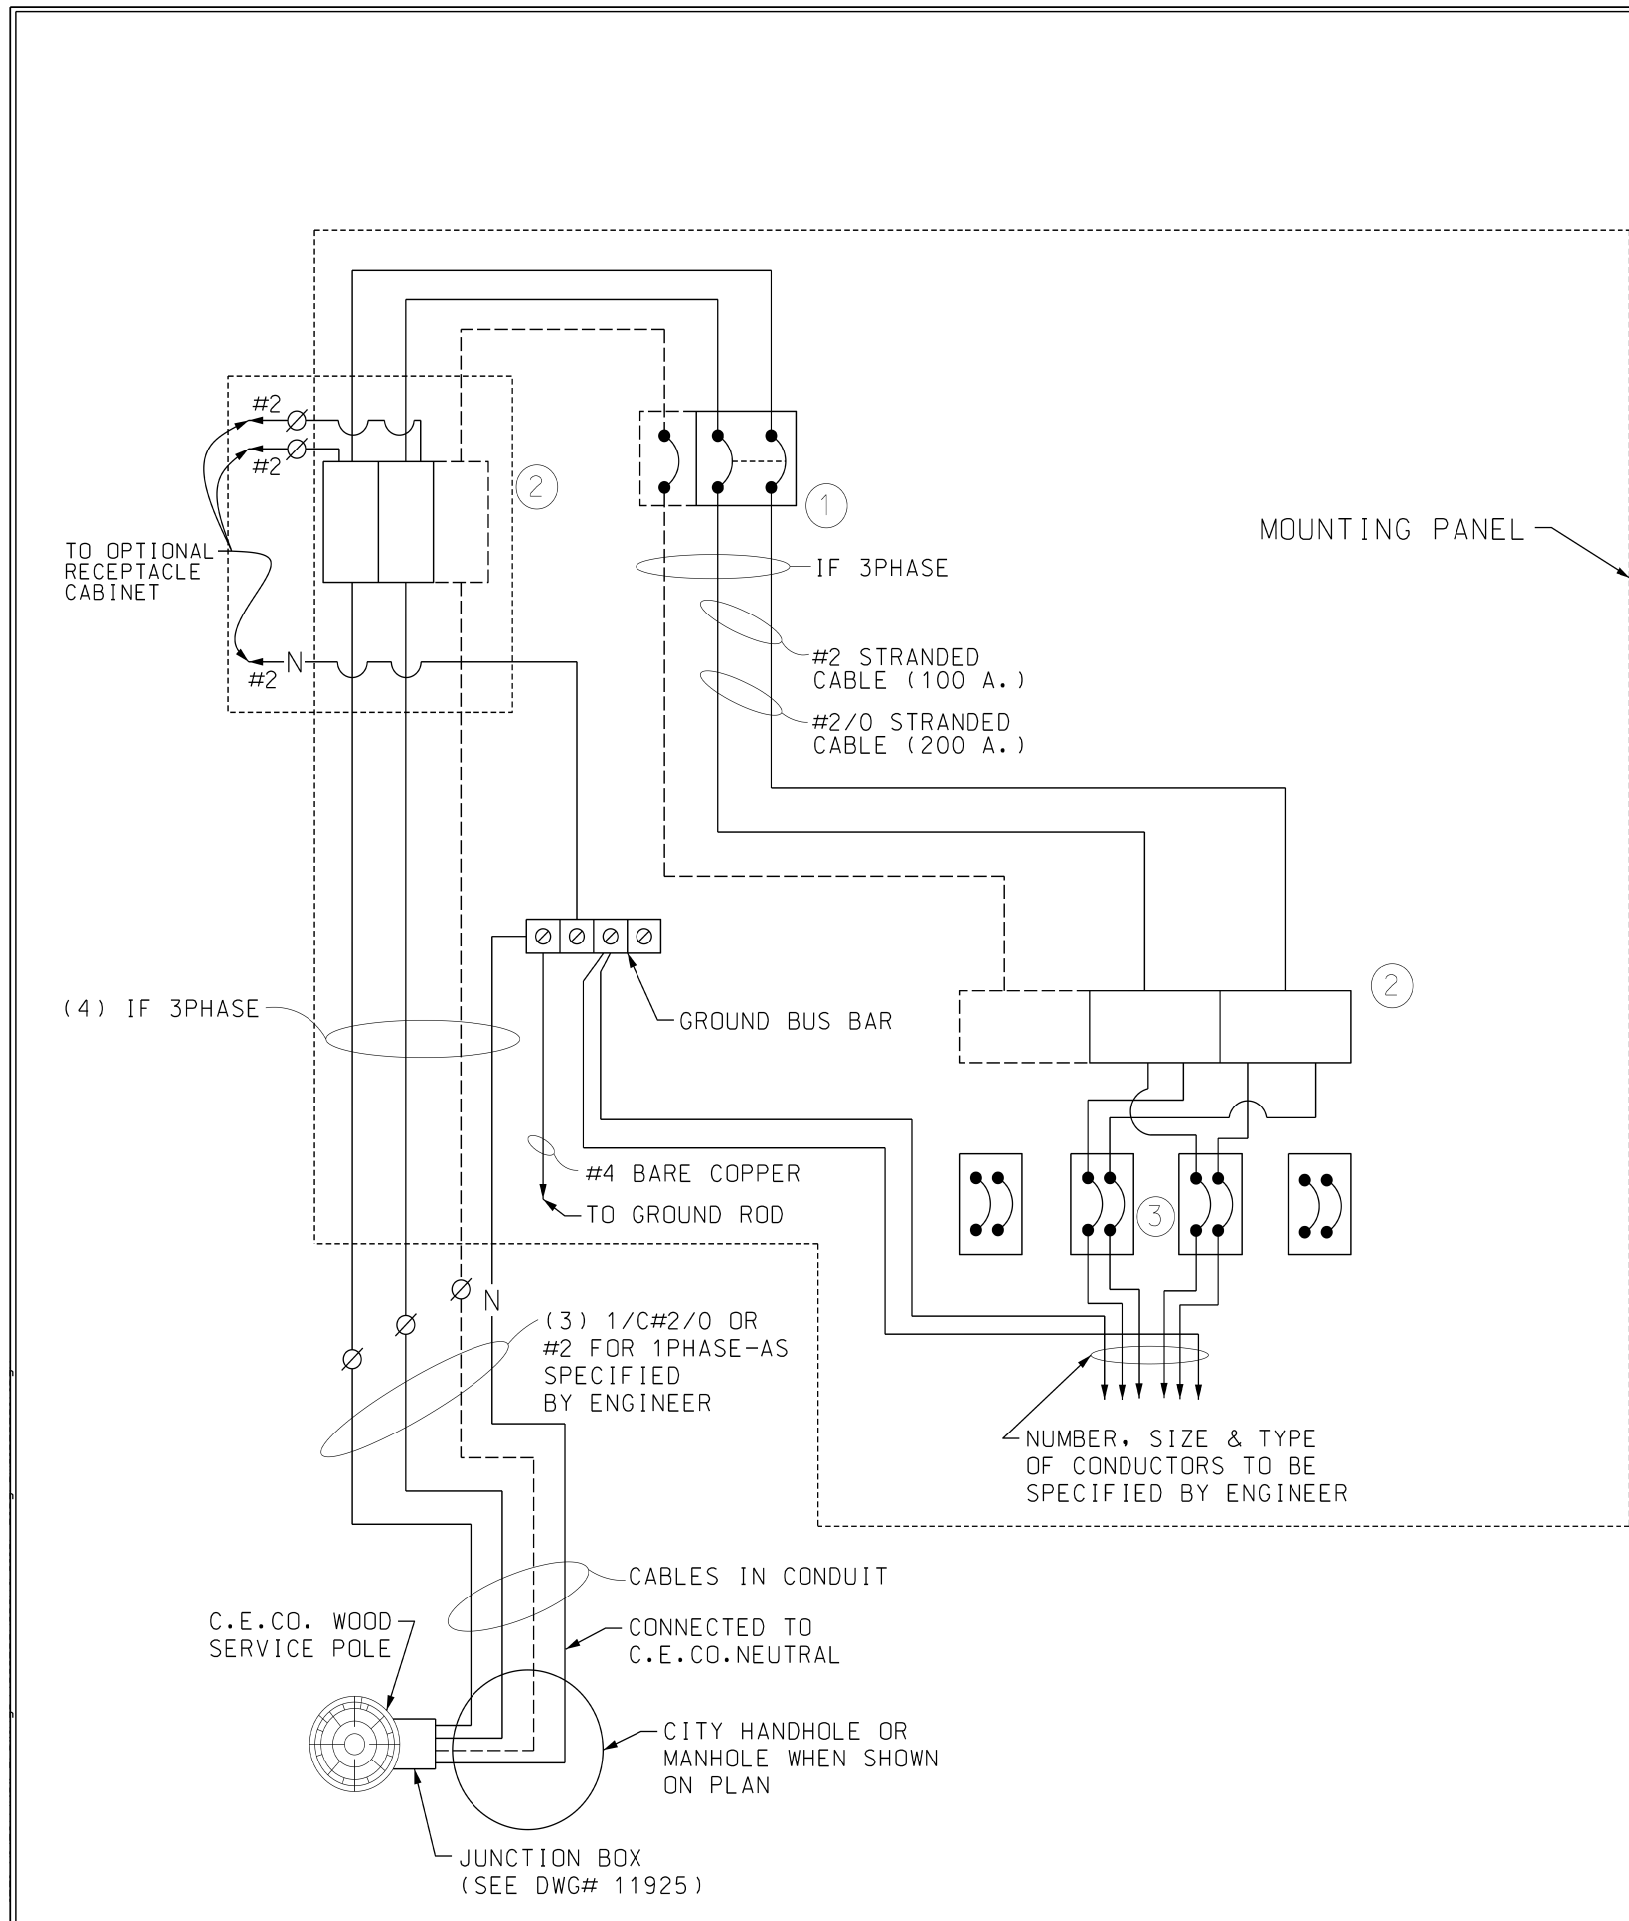 #2
#2
2
1
TO OPTIONAL
RECEPTACLE
CABINET
MOUNTING PANEL
IF 3PHASE
N
#2
#2 STRANDED
CABLE (100 A.)
#2/0 STRANDED
CABLE (200 A.)
2
(4) IF 3PHASE
GROUND BUS BAR
#4 BARE COPPER
TO GROUND ROD
3
N
(3) 1/C#2/0 OR
#2 FOR 1PHASE-AS
SPECIFIED
BY ENGINEER
NUMBER, SIZE & TYPE
OF CONDUCTORS TO BE
SPECIFIED BY ENGINEER
CABLES IN CONDUIT
C.E.CO. WOOD
SERVICE POLE
CONNECTED TO
C.E.CO.NEUTRAL
CITY HANDHOLE OR
MANHOLE WHEN SHOWN
ON PLAN
JUNCTION BOX
(SEE DWG# 11925)